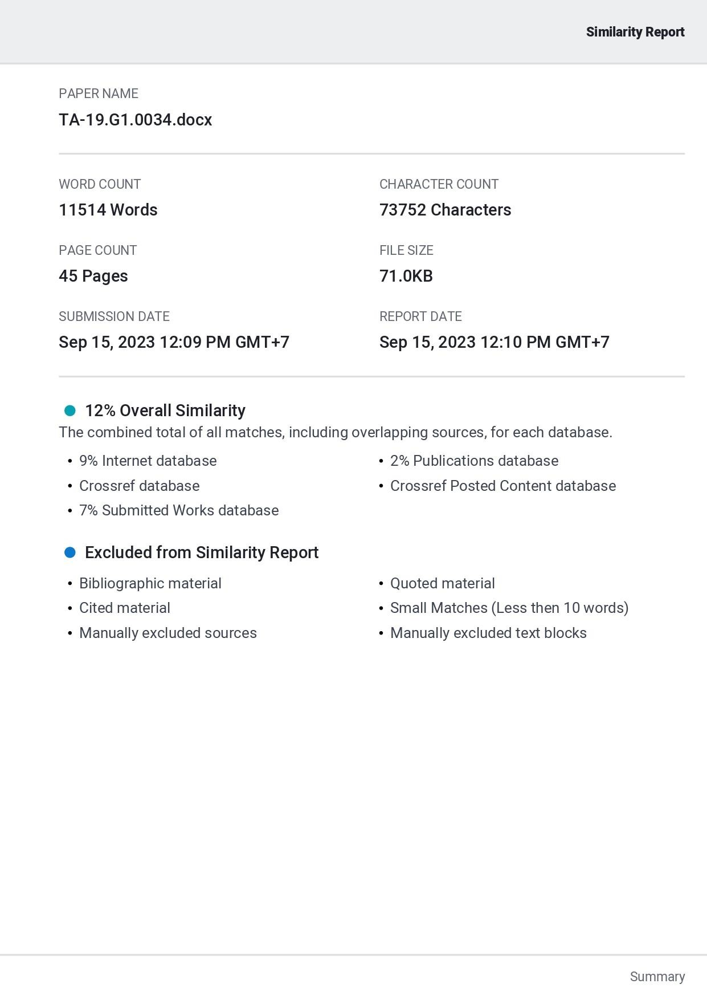 Similarity Report
PAPER NAME
TA-19.G1.0034.docx
WORD COUNT
11514 Words
CHARACTER COUNT
73752 Characters
PAGE COUNT
45 Pages
FILE SIZE
71.0KB
SUBMISSION DATE
Sep 15, 2023 12:09 PM GMT+7
REPORT DATE
Sep 15, 2023 12:10 PM GMT+7
12% Overall Similarity
The combined total of all matches, including overlapping sources, for each database.
• 9% Internet database
• 2% Publications database
• Crossref database
• Crossref Posted Content database
• 7% Submitted Works database
Excluded from Similarity Report
• Bibliographic material
• Quoted material
• Cited material
• Small Matches (Less then 10 words)
• Manually excluded sources
• Manually excluded text blocks
Summary